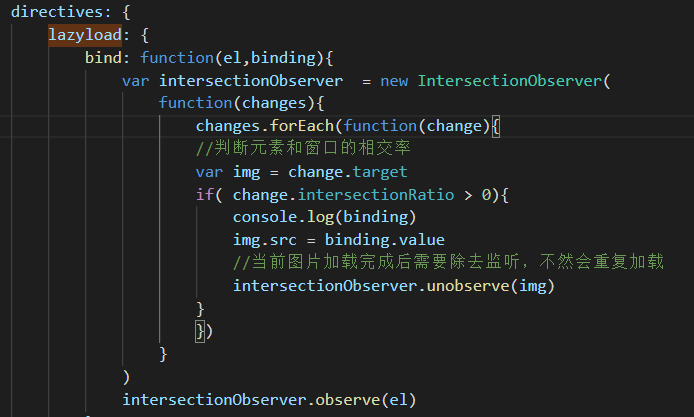 directives: {
lazyload: {
bind: function(el,binding){
var intersectionObserver  = new IntersectionObserver(
function(changes){
changes.forEach(function(change){
//判断元素和窗口的相交率
var img = change.target
if( change.intersectionRatio > 0){
console.log(binding)
img.src = binding.value
//当前图片加载完成后需要除去监听，不然会重复加载
intersectionObserver.unobserve(img)
}
})
}
)
intersectionObserver.observe(el)